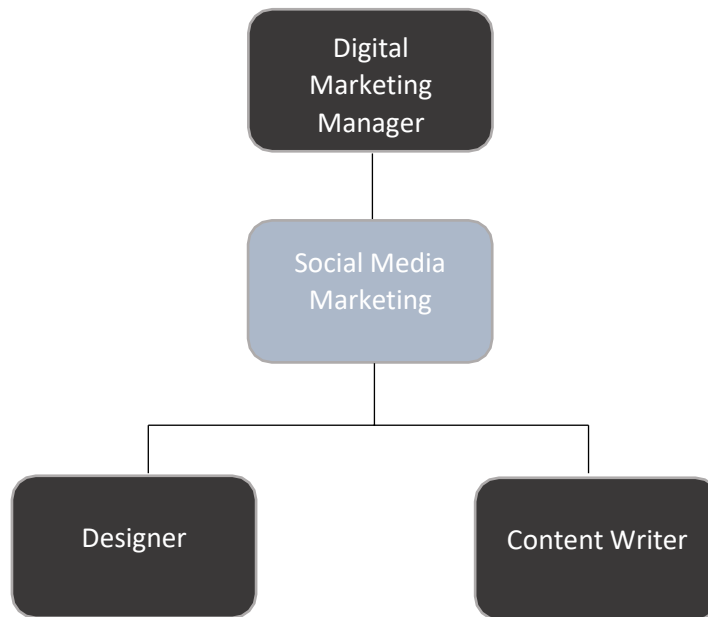 Digital
Marketing
Manager
Social Media
Marketing
Designer
Content Writer